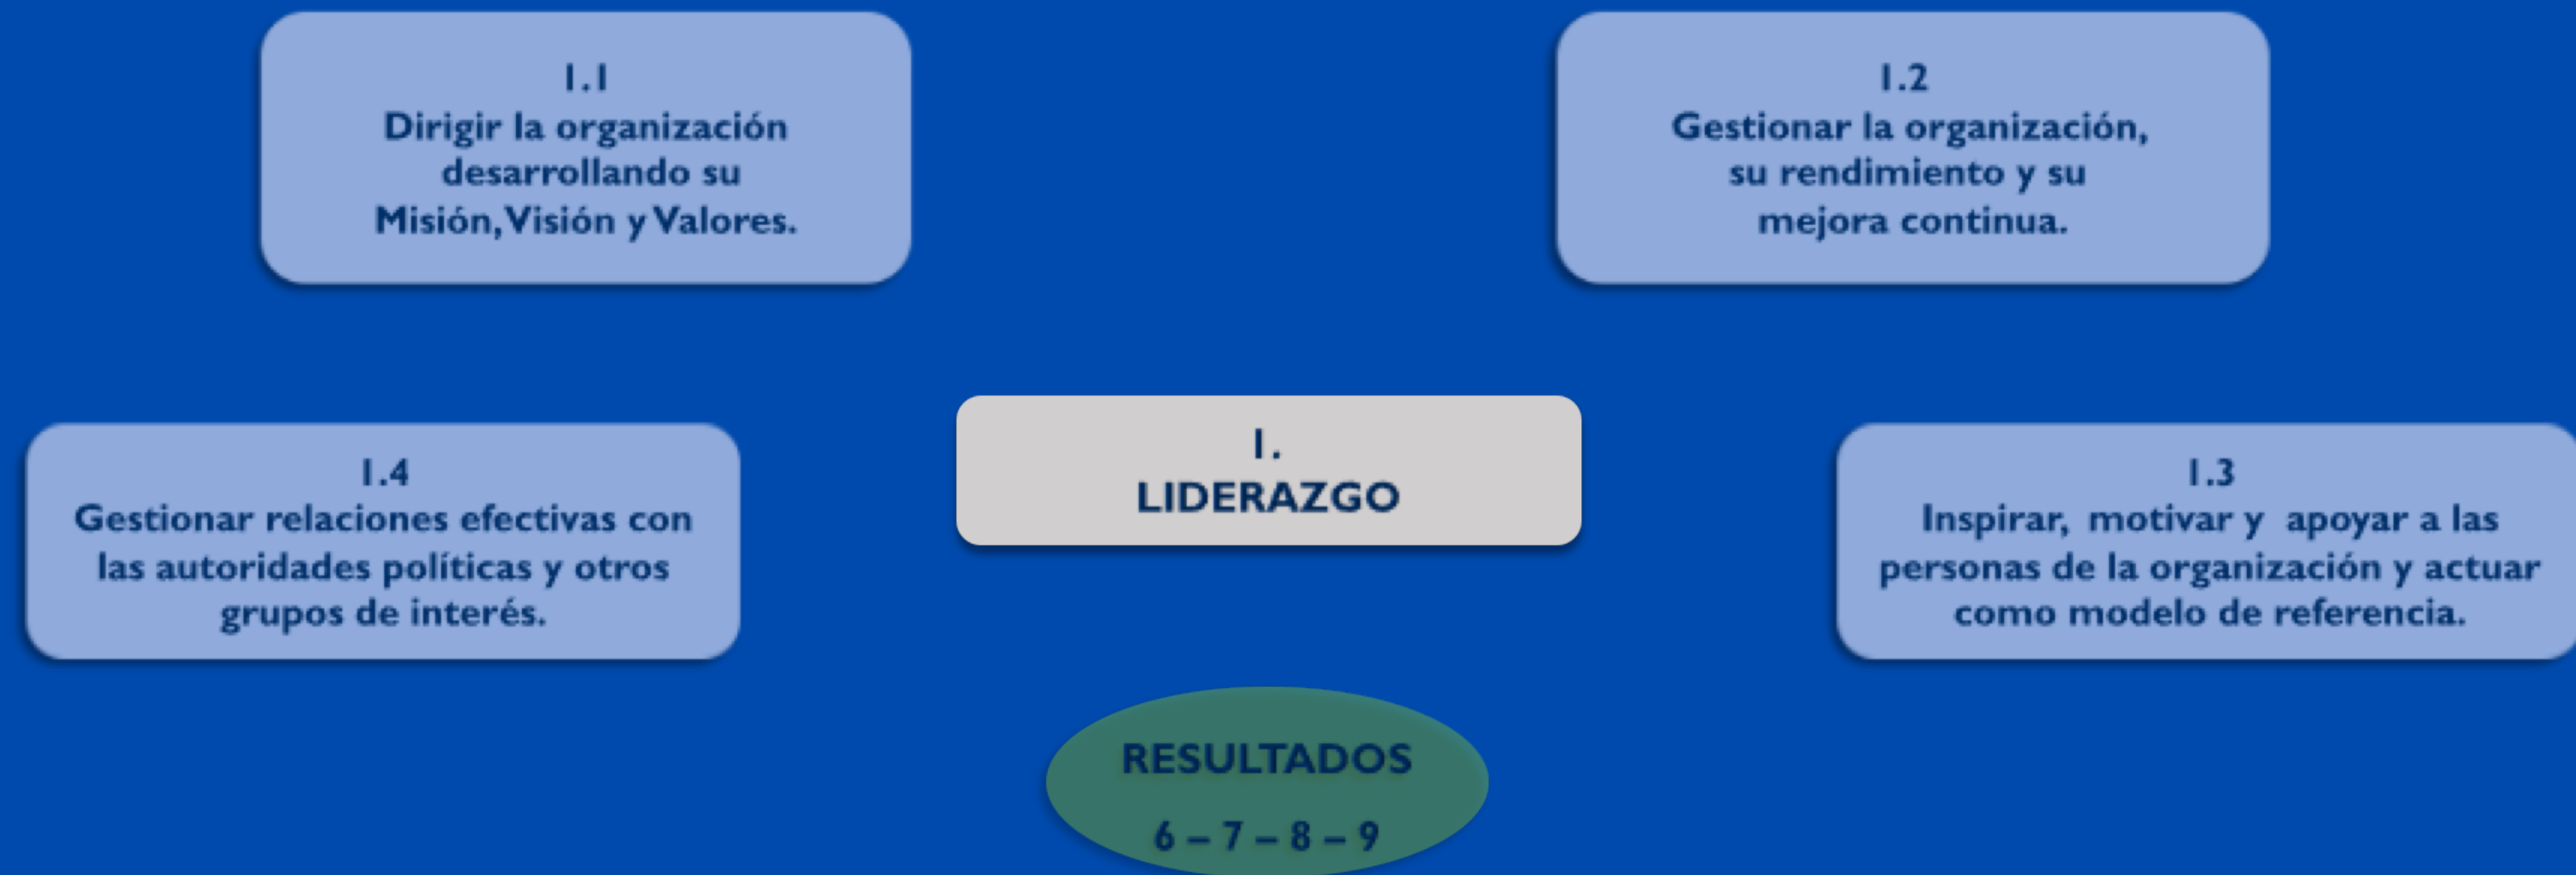 1.1
Dirigir la organización
desarrollando su
Misión, Visión y Valores.
1.2
Gestionar la organización,
su rendimiento y su
mejora continua.
1.
LIDERAZGO
1.4
Gestionar relaciones efectivas con
las autoridades políticas y otros
grupos de interés.
1.3
Inspirar, motivar y apoyar a las
personas de la organización y actuar
como modelo de referencia.
RESULTADOS
6 – 7 – 8 – 9